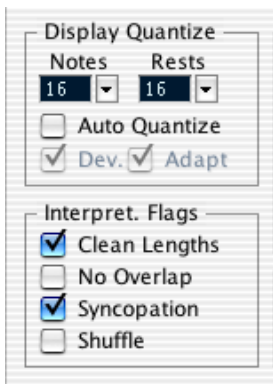 Display Quantize
Notes Rests
16 16
Auto Quantize
Dev. Adapt
Interpret. Flags
Clean Lengths
No Overlap
Syncopation
Shuffle